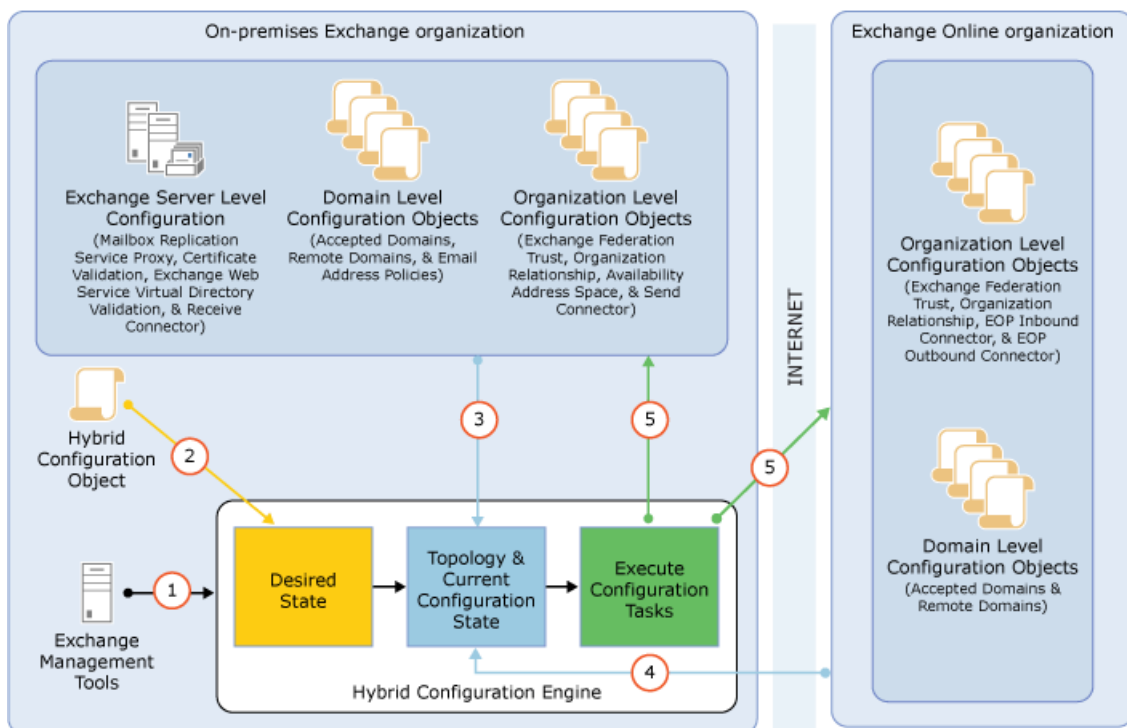 On-premises Exchange organization
Exchange Server Level
Configuration
(Mailbox Replication
Service Proxy, Certificate
Validation, Exchange Web
Service Virtual Directory
Validation, & Receive
Connector)
Domain Level
Configuration Objects
(Accepted Domains,
Remote Domains, & Email
Address Policies)
Organization Level
Configuration Objects
(Exchange Federation
Trust, Organization
Relationship, Availability
Address Space, & Send
Connector)
Hybrid
Configuration
Object
2
3
5
5
Exchange
Management
Tools
1
Desired
State
Topology &
Current
Configuration
State
Execute
Configuration
Tasks
4
Hybrid Configuration Engine
INTERNET
Exchange Online organization
Organization Level
Configuration Objects
(Exchange Federation
Trust, Organization
Relationship, EOP Inbound
Connector, & EOP
Outbound Connector)
Domain Level
Configuration Objects
(Accepted Domains &
Remote Domains)